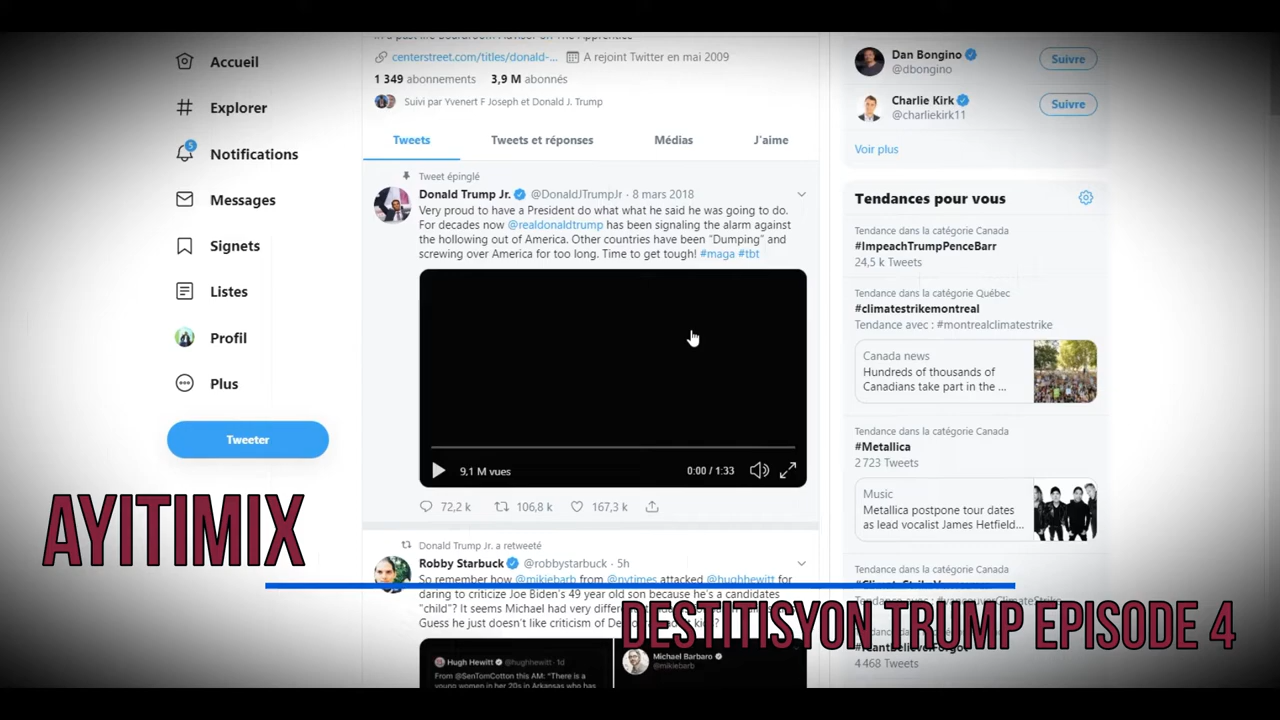 Accueil
Explorer
5
Notifications
Messages
Signets
Listes
Profil
Plus
Tweeter
centerstreet.com/titles/donald-... A rejoint Twitter en mai 2009
1 349 abonnements 3,9 M abonnés
Suivi par Yvenert F Joseph et Donald J. Trump
Tweets Tweets et réponses Médias J'aime
Tweet épinglé
Donald Trump Jr. @DonaldJTrumpJr · 8 mars 2018
Very proud to have a President do what what he said he was going to do.
For decades now @realdonaldtrump has been signaling the alarm against
the hollowing out of America. Other countries have been “Dumping” and
screwing over America for too long. Time to get tough! #maga #tbt
9,1 M vues 0:00 / 1:33
72,2 k 106,8 k 167,3 k
Donald Trump Jr. a retweeté
Robby Starbuck @robbystarbuck · 5h
So remember how @mikiebarb from @nytimes attacked @hughhewitt for
daring to criticize Joe Biden's 49 year old son because he's a candidates
"child"? It seems Michael had very
Guess he just doesn't like criticism of
Hugh Hewitt @hughhewitt · 1d
From @SenTomCotton this AM: "There is a
young women in her 20s in Arkansas who has
Michael Barbaro
@mikiebarb
Dan Bongino
@dbongino
Suivre
Charlie Kirk
@charliekirk11
Suivre
Voir plus
Tendances pour vous
Tendance dans la catégorie Canada
#ImpeachTrumpPenceBarr
24,5 k Tweets
Tendance dans la catégorie Québec
#climatestrikemontreal
Tendance avec : #montrealclimatestrike
Canada news
Hundreds of thousands of
Canadians take part in the ...
Tendance dans la catégorie Canada
#Metallica
2 723 Tweets
Music
Metallica postpone tour dates
as lead vocalist James Hetfield...
Tendance dans la catégorie Canada
4 468 Tweets
AYITIMIX
DESTITISYON TRUMP EPISODE 4